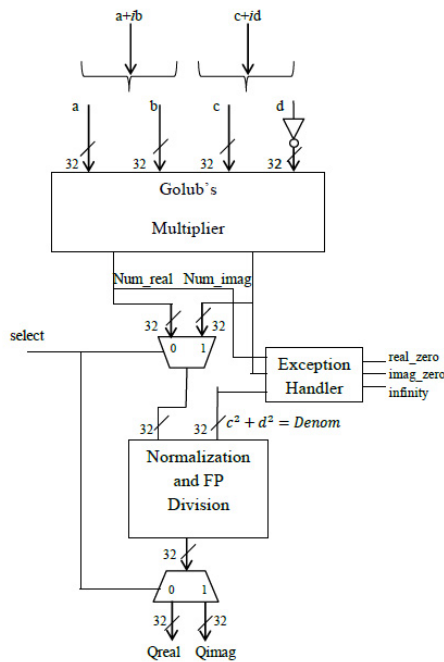 a+ib c+id
a b c d
32 32 32 32
Golub's
Multiplier
Num_real Num_imag
32 32
select
0 1
Exception
Handler
real_zero
imag_zero
infinity
32 32 c² + d² = Denom
Normalization
and FP
Division
32
0 1
32 32
Qreal Qimag